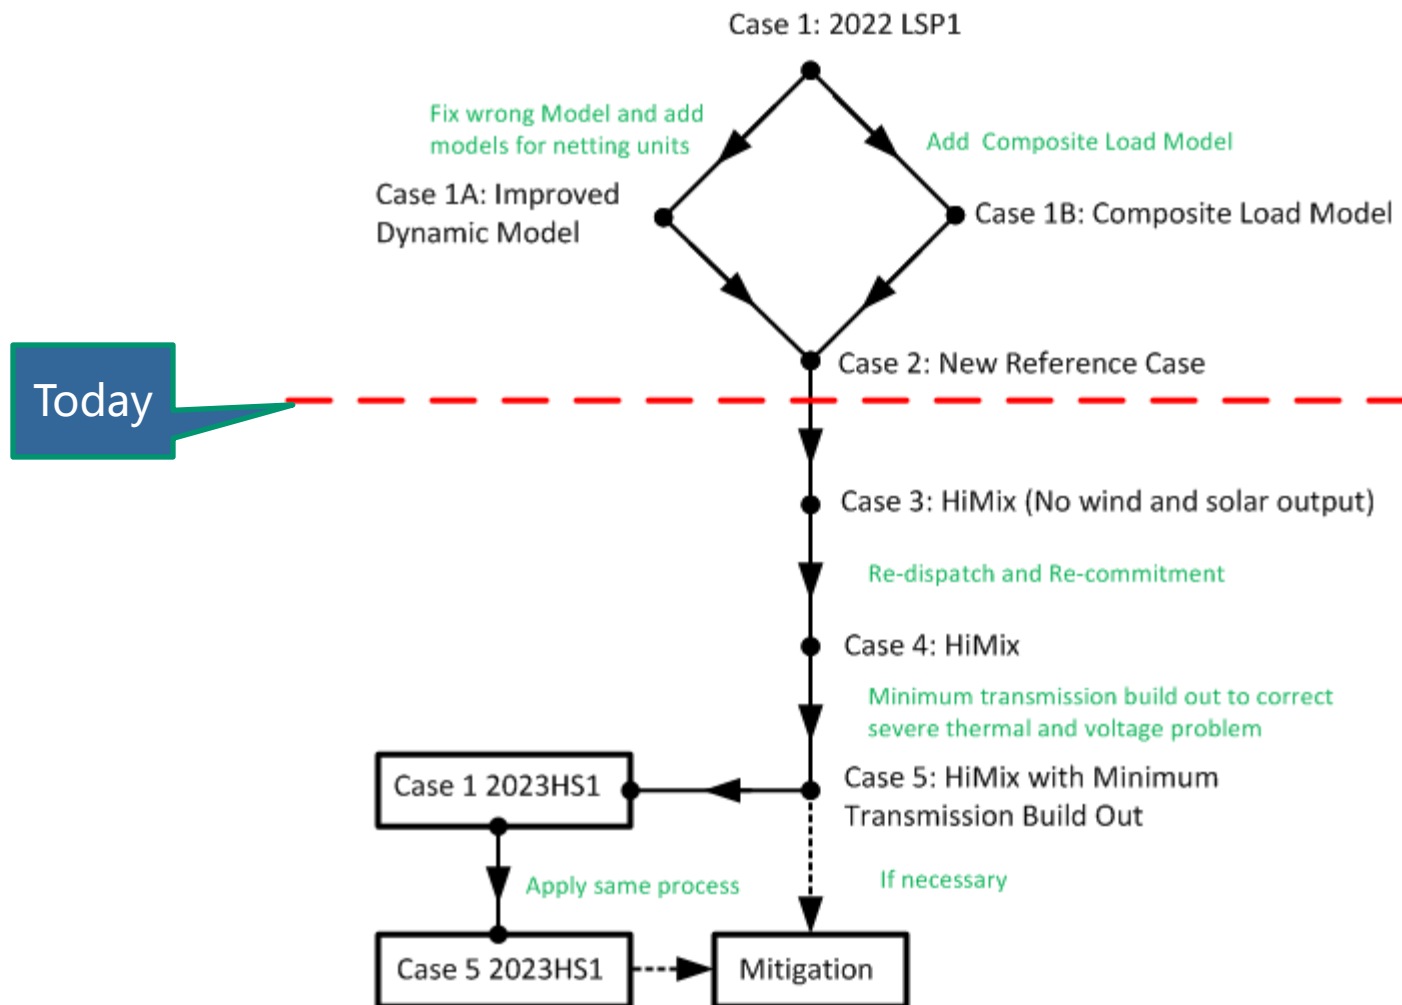 Case 1: 2022 LSP1
Fix wrong Model and add
models for netting units
Add Composite Load Model
Case 1A: Improved
Dynamic Model
Case 1B: Composite Load Model
Today
Case 2: New Reference Case
Case 3: HiMix (No wind and solar output)
Re-dispatch and Re-commitment
Case 4: HiMix
Minimum transmission build out to correct
severe thermal and voltage problem
Case 1 2023HS1
Case 5: HiMix with Minimum
Transmission Build Out
Apply same process
If necessary
Case 5 2023HS1
Mitigation